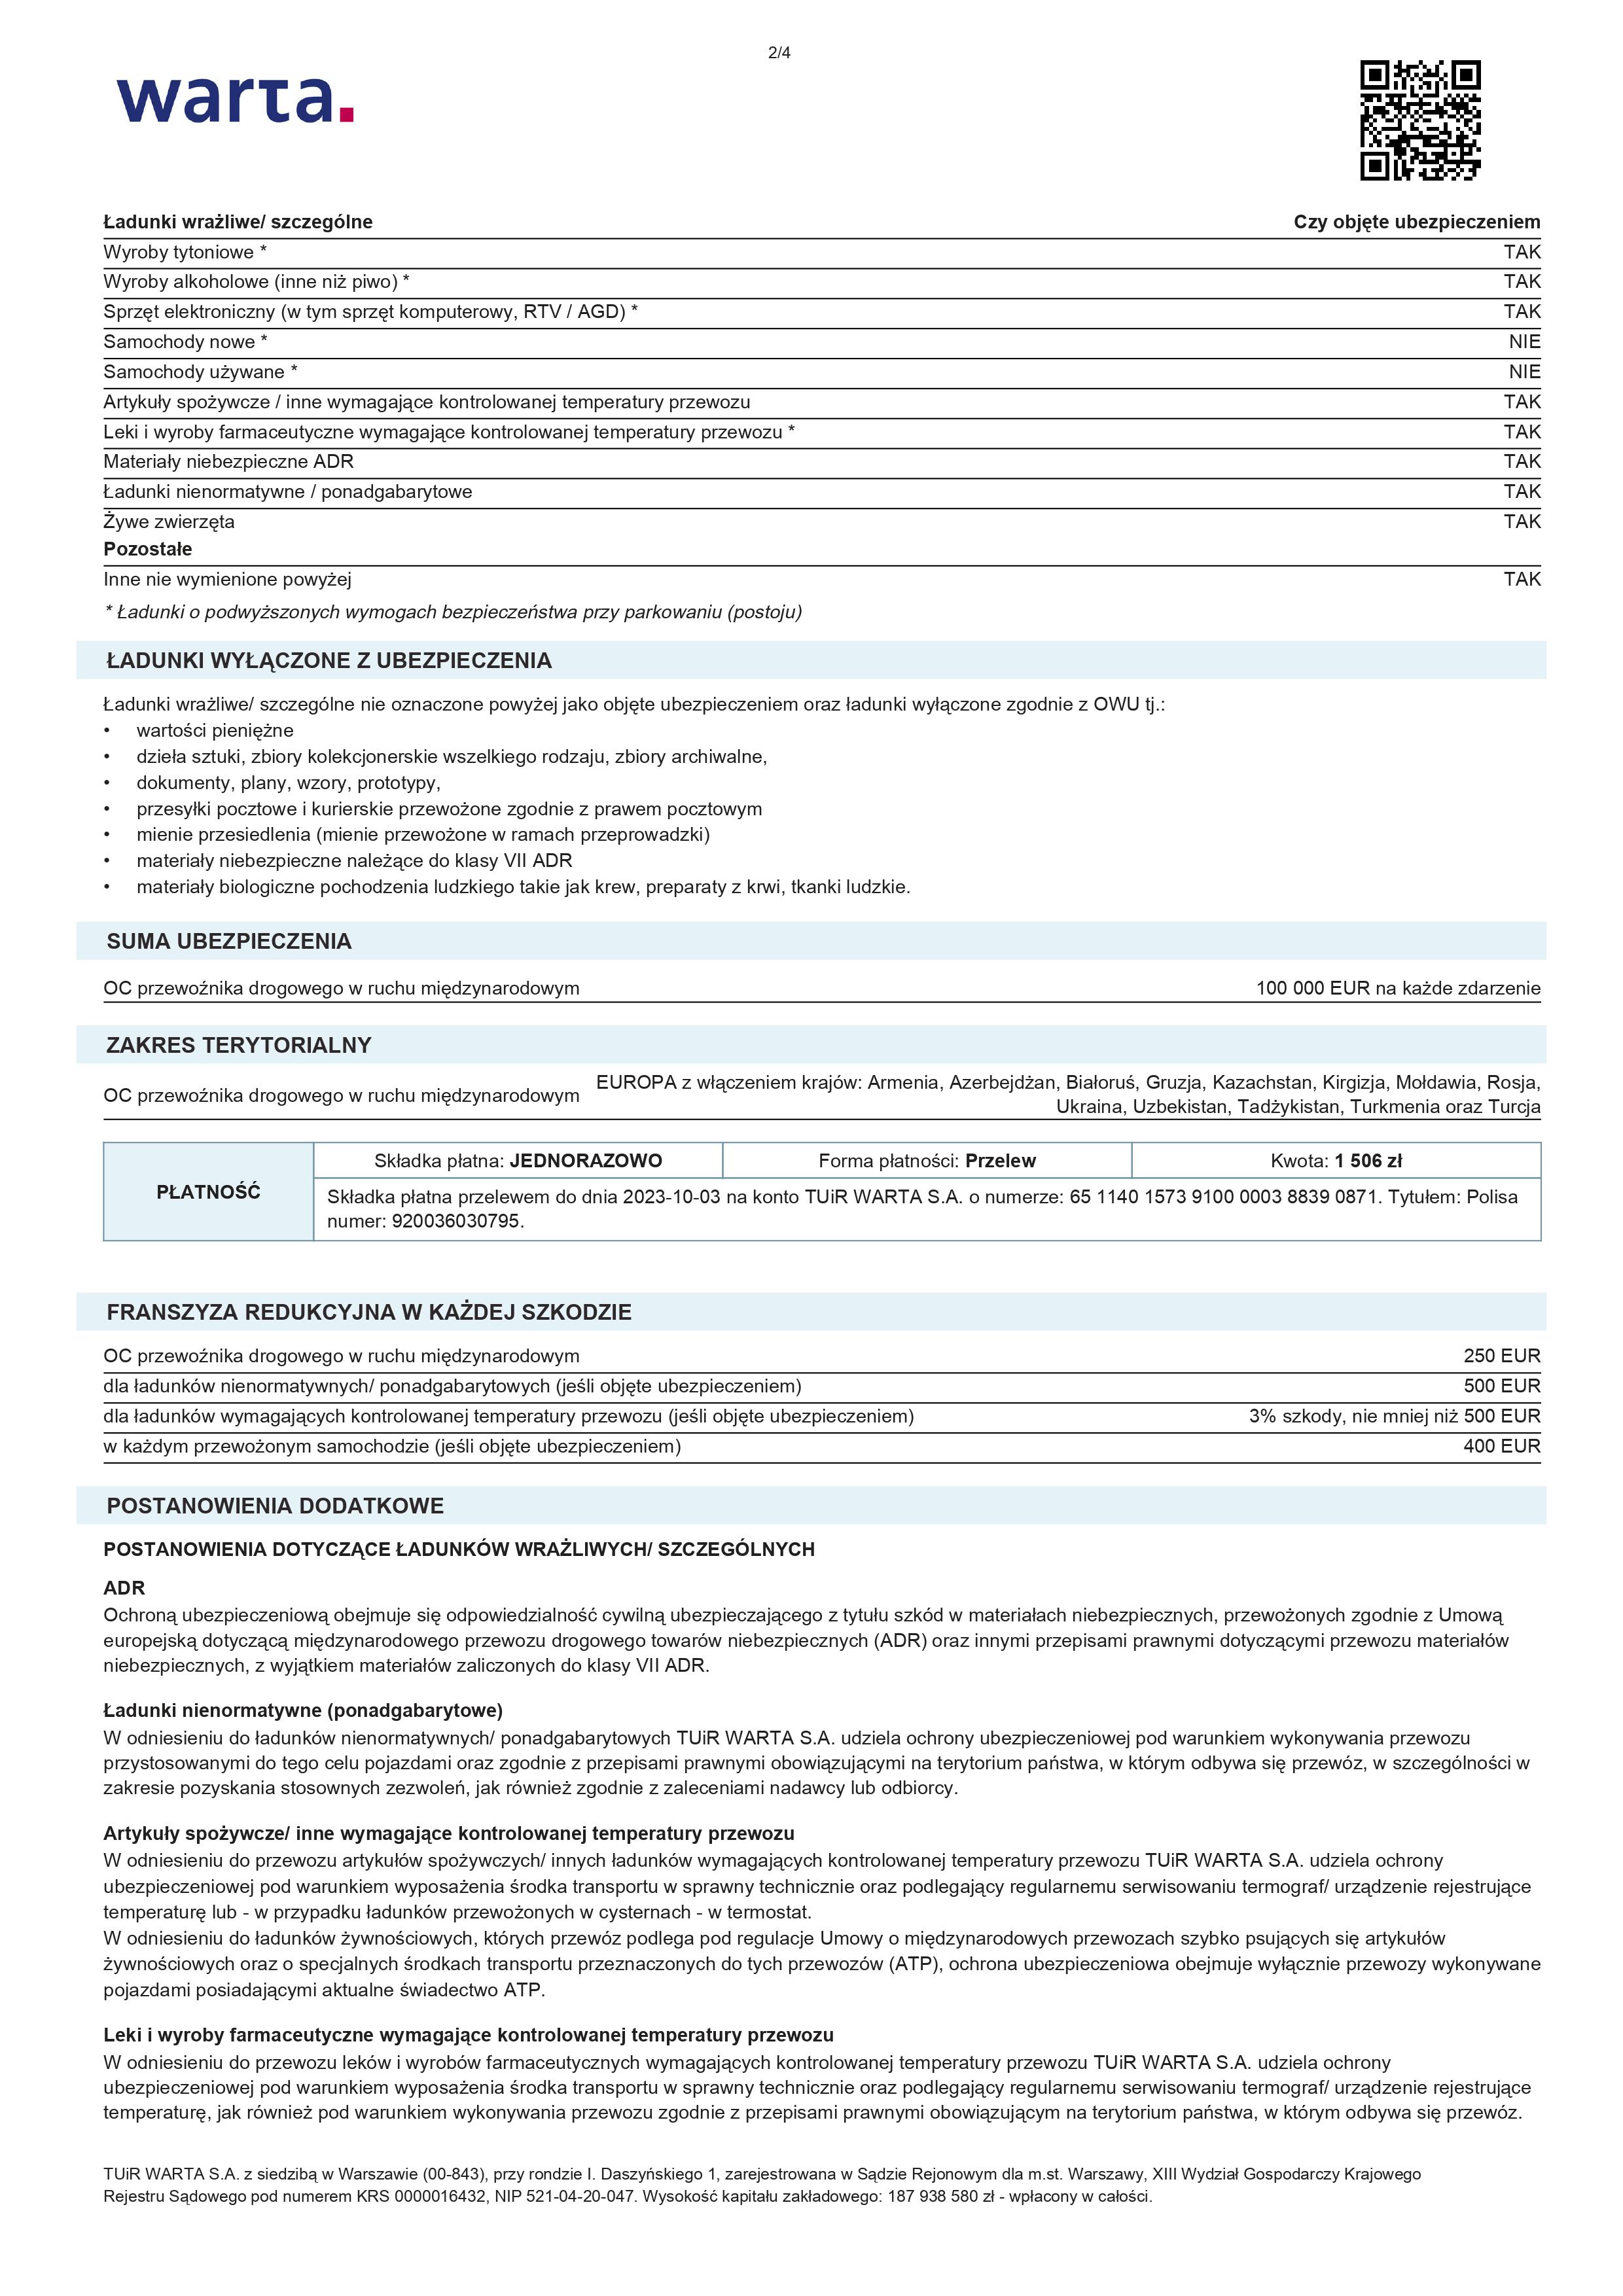 2/4
warta.
Ładunki wrażliwe/ szczególne Czy objęte ubezpieczeniem
Wyroby tytoniowe * TAK
Wyroby alkoholowe (inne niż piwo) * TAK
Sprzęt elektroniczny (w tym sprzęt komputerowy, RTV / AGD) * TAK
Samochody nowe * NIE
Samochody używane * NIE
Artykuły spożywcze / inne wymagające kontrolowanej temperatury przewozu TAK
Leki i wyroby farmaceutyczne wymagające kontrolowanej temperatury przewozu * TAK
Materiały niebezpieczne ADR TAK
Ładunki nienormatywne / ponadgabarytowe TAK
Żywe zwierzęta TAK
Pozostałe
Inne nie wymienione powyżej TAK
* Ładunki o podwyższonych wymogach bezpieczeństwa przy parkowaniu (postoju)
ŁADUNKI WYŁĄCZONE Z UBEZPIECZENIA
Ładunki wrażliwe/ szczególne nie oznaczone powyżej jako objęte ubezpieczeniem oraz ładunki wyłączone zgodnie z OWU tj.:
• wartości pieniężne
• dzieła sztuki, zbiory kolekcjonerskie wszelkiego rodzaju, zbiory archiwalne,
• dokumenty, plany, wzory, prototypy,
• przesyłki pocztowe i kurierskie przewożone zgodnie z prawem pocztowym
• mienie przesiedlenia (mienie przewożone w ramach przeprowadzki)
• materiały niebezpieczne należące do klasy VII ADR
• materiały biologiczne pochodzenia ludzkiego takie jak krew, preparaty z krwi, tkanki ludzkie.
SUMA UBEZPIECZENIA
OC przewoźnika drogowego w ruchu międzynarodowym 100 000 EUR na każde zdarzenie
ZAKRES TERYTORIALNY
OC przewoźnika drogowego w ruchu międzynarodowym EUROPA z włączeniem krajów: Armenia, Azerbejdżan, Białoruś, Gruzja, Kazachstan, Kirgizja, Mołdawia, Rosja,
Ukraina, Uzbekistan, Tadżykistan, Turkmenia oraz Turcja
PŁATNOŚĆ
Składka płatna: JEDNORAZOWO Forma płatności: Przelew Kwota: 1 506 zł
Składka płatna przelewem do dnia 2023-10-03 na konto TUiR WARTA S.A. o numerze: 65 1140 1573 9100 0003 8839 0871. Tytułem: Polisa
numer: 920036030795.
FRANSZYZA REDUKCYJNA W KAŻDEJ SZKODZIE
OC przewoźnika drogowego w ruchu międzynarodowym 250 EUR
dla ładunków nienormatywnych/ ponadgabarytowych (jeśli objęte ubezpieczeniem) 500 EUR
dla ładunków wymagających kontrolowanej temperatury przewozu (jeśli objęte ubezpieczeniem) 3% szkody, nie mniej niż 500 EUR
w każdym przewożonym samochodzie (jeśli objęte ubezpieczeniem) 400 EUR
POSTANOWIENIA DODATKOWE
POSTANOWIENIA DOTYCZĄCE ŁADUNKÓW WRAŻLIWYCH/ SZCZEGÓLNYCH
ADR
Ochroną ubezpieczeniową obejmuje się odpowiedzialność cywilną ubezpieczającego z tytułu szkód w materiałach niebezpiecznych, przewożonych zgodnie z Umową
europejską dotyczącą międzynarodowego przewozu drogowego towarów niebezpiecznych (ADR) oraz innymi przepisami prawnymi dotyczącymi przewozu materiałów
niebezpiecznych, z wyjątkiem materiałów zaliczonych do klasy VII ADR.
Ładunki nienormatywne (ponadgabarytowe)
W odniesieniu do ładunków nienormatywnych/ ponadgabarytowych TUiR WARTA S.A. udziela ochrony ubezpieczeniowej pod warunkiem wykonywania przewozu
przystosowanymi do tego celu pojazdami oraz zgodnie z przepisami prawnymi obowiązującymi na terytorium państwa, w którym odbywa się przewóz, w szczególności w
zakresie pozyskania stosownych zezwoleń, jak również zgodnie z zaleceniami nadawcy lub odbiorcy.
Artykuły spożywcze/ inne wymagające kontrolowanej temperatury przewozu
W odniesieniu do przewozu artykułów spożywczych/ innych ładunków wymagających kontrolowanej temperatury przewozu TUiR WARTA S.A. udziela ochrony
ubezpieczeniowej pod warunkiem wyposażenia środka transportu w sprawny technicznie oraz podlegający regularnemu serwisowaniu termograf/ urządzenie rejestrujące
temperaturę lub - w przypadku ładunków przewożonych w cysternach - w termostat.
W odniesieniu do ładunków żywnościowych, których przewóz podlega pod regulacje Umowy o międzynarodowych przewozach szybko psujących się artykułów
żywnościowych oraz o specjalnych środkach transportu przeznaczonych do tych przewozów (ATP), ochrona ubezpieczeniowa obejmuje wyłącznie przewozy wykonywane
pojazdami posiadającymi aktualne świadectwo ATP.
Leki i wyroby farmaceutyczne wymagające kontrolowanej temperatury przewozu
W odniesieniu do przewozu leków i wyrobów farmaceutycznych wymagających kontrolowanej temperatury przewozu TUiR WARTA S.A. udziela ochrony
ubezpieczeniowej pod warunkiem wyposażenia środka transportu w sprawny technicznie oraz podlegający regularnemu serwisowaniu termograf/ urządzenie rejestrujące
temperaturę, jak również pod warunkiem wykonywania przewozu zgodnie z przepisami prawnymi obowiązującym na terytorium państwa, w którym odbywa się przewóz.
TUiR WARTA S.A. z siedzibą w Warszawie (00-843), przy rondzie I. Daszyńskiego 1, zarejestrowana w Sądzie Rejonowym dla m.st. Warszawy, XIII Wydział Gospodarczy Krajowego
Rejestru Sądowego pod numerem KRS 0000016432, NIP 521-04-20-047. Wysokość kapitału zakładowego: 187 938 580 zł - wpłacony w całości.